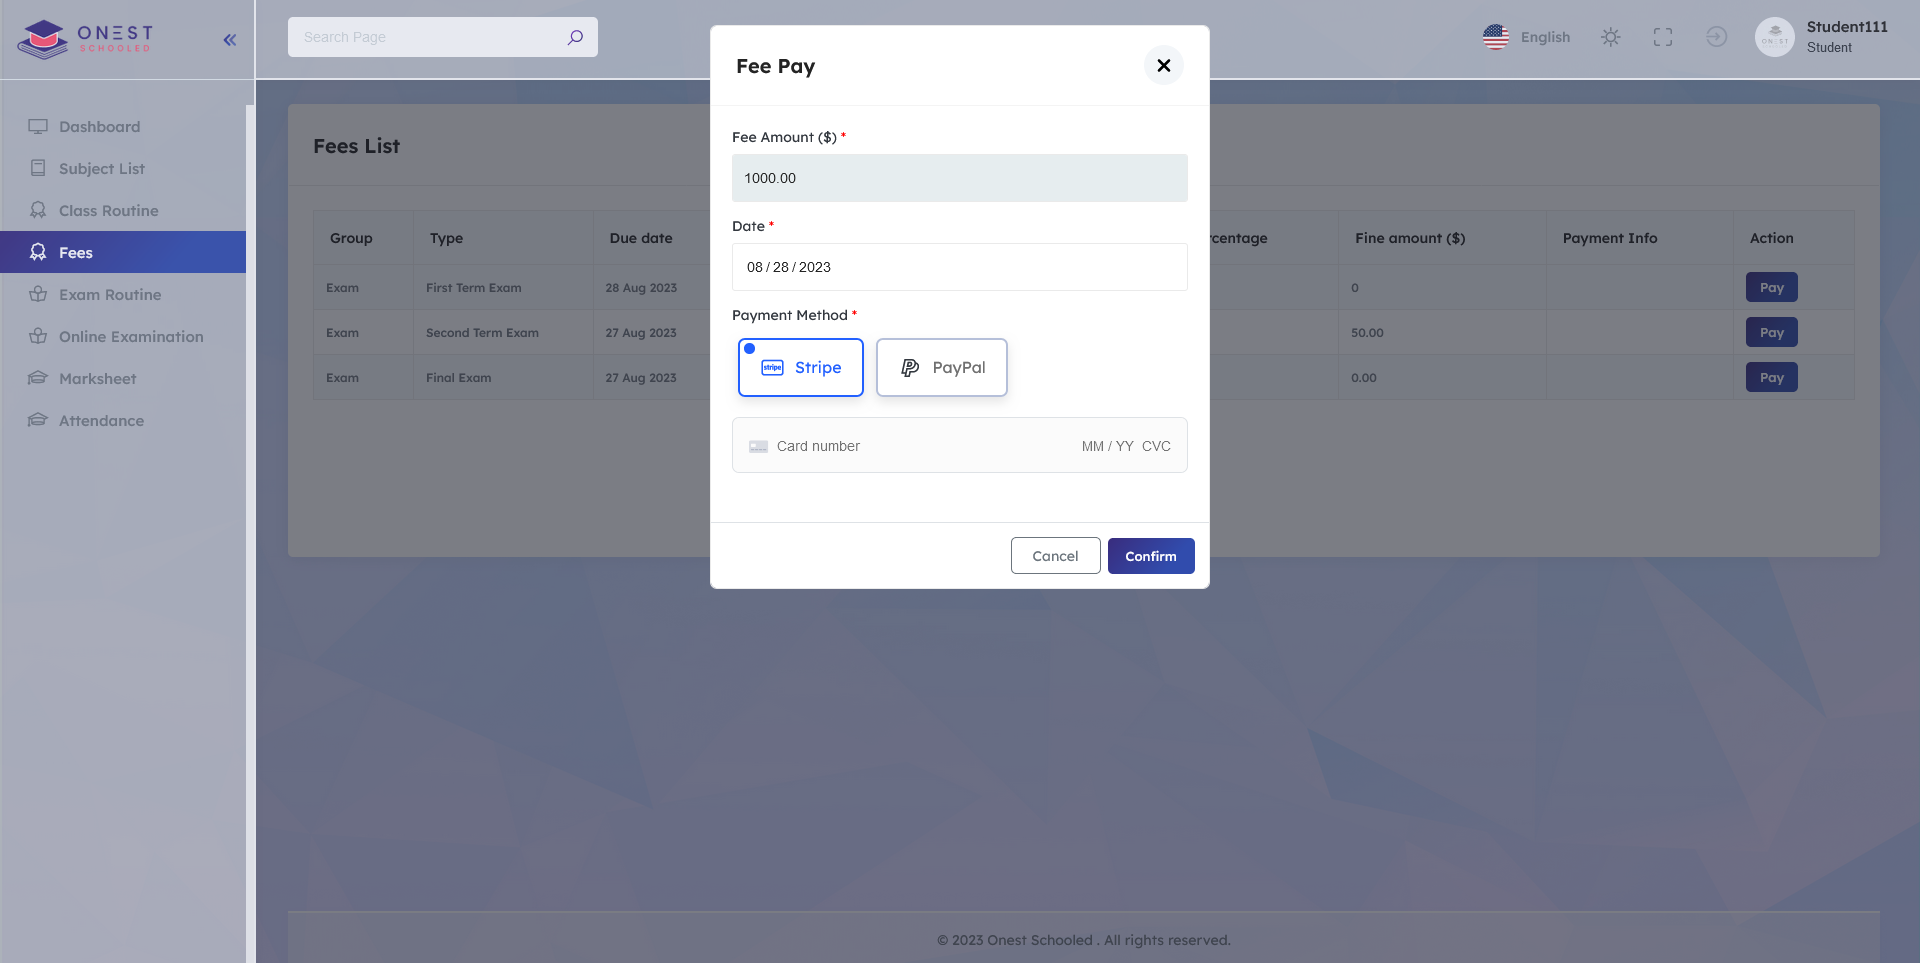 ONEST
SCHOOLED
Search Page
English
Student111
Student
Dashboard
Subject List
Class Routine
Fees
Exam Routine
Online Examination
Marksheet
Attendance
Fees List
Group Type Due date rcentage Fine amount ($) Payment Info Action
Exam First Term Exam 28 Aug 2023 0 Pay
Exam Second Term Exam 27 Aug 2023 50.00 Pay
Exam Final Exam 27 Aug 2023 0.00 Pay
Fee Pay
Fee Amount ($) *
1000.00
Date *
08 / 28 / 2023
Payment Method *
stripe Stripe PayPal
Card number MM / YY CVC
Cancel Confirm
© 2023 Onest Schooled . All rights reserved.